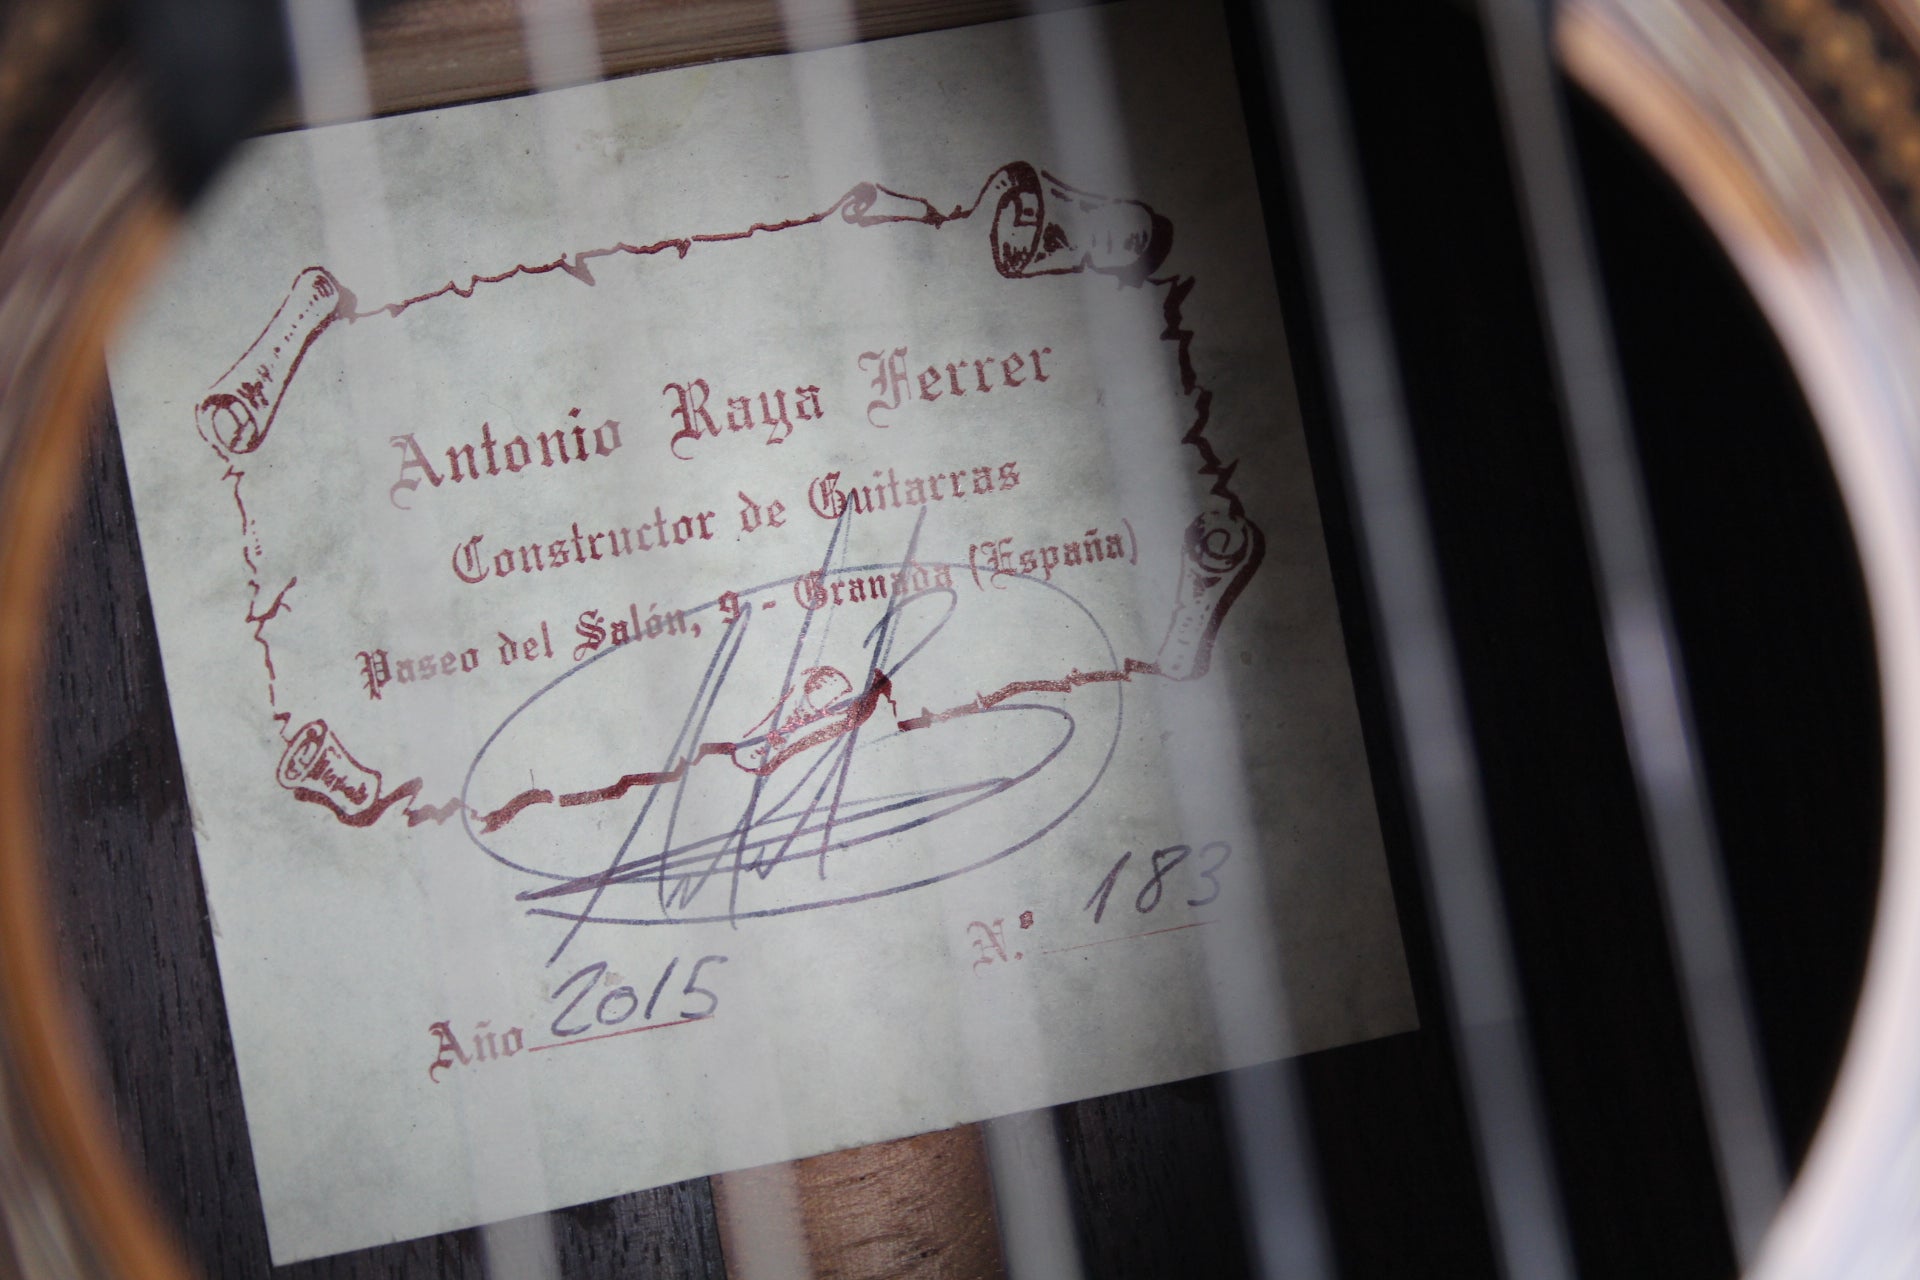 Antonio Raya Ferrer
Constructor de Guitarras
Paseo del Salón, 9 - Granada (España)
Año 2015
N.º 183